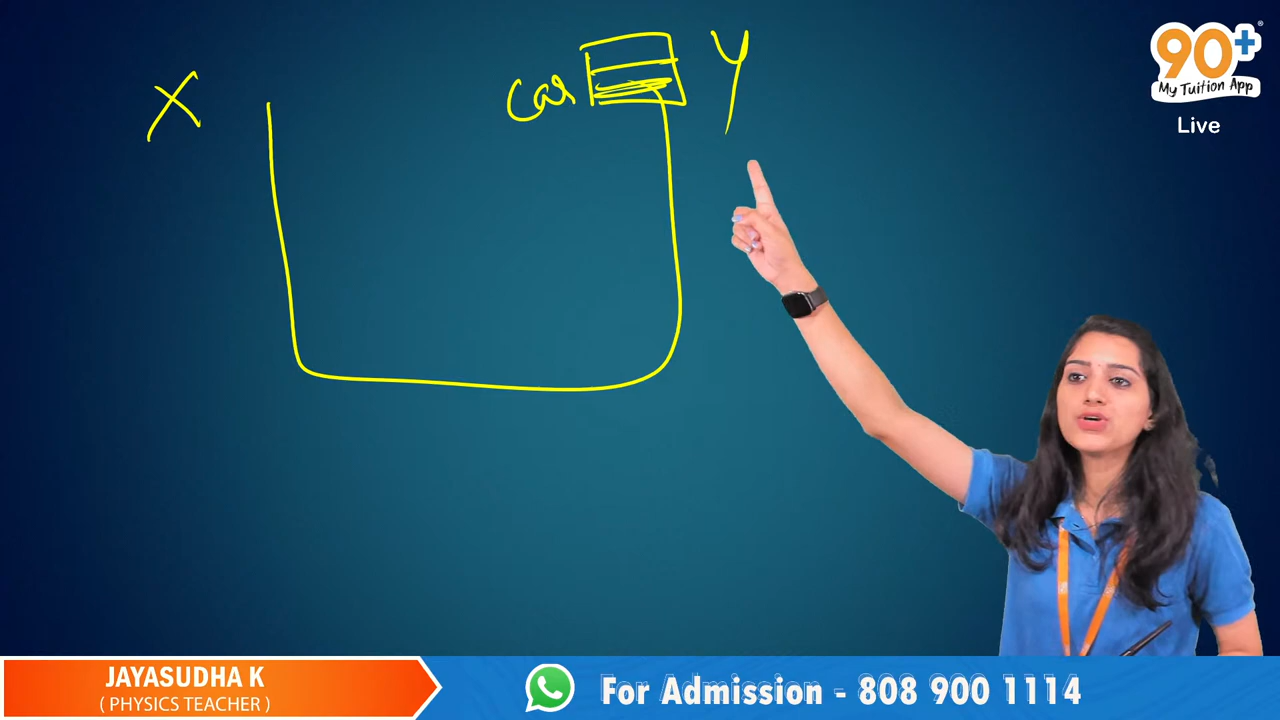 X
car
Y
90+
My Tuition App
Live
JAYASUDHA K
( PHYSICS TEACHER )
For Admission - 808 900 1114